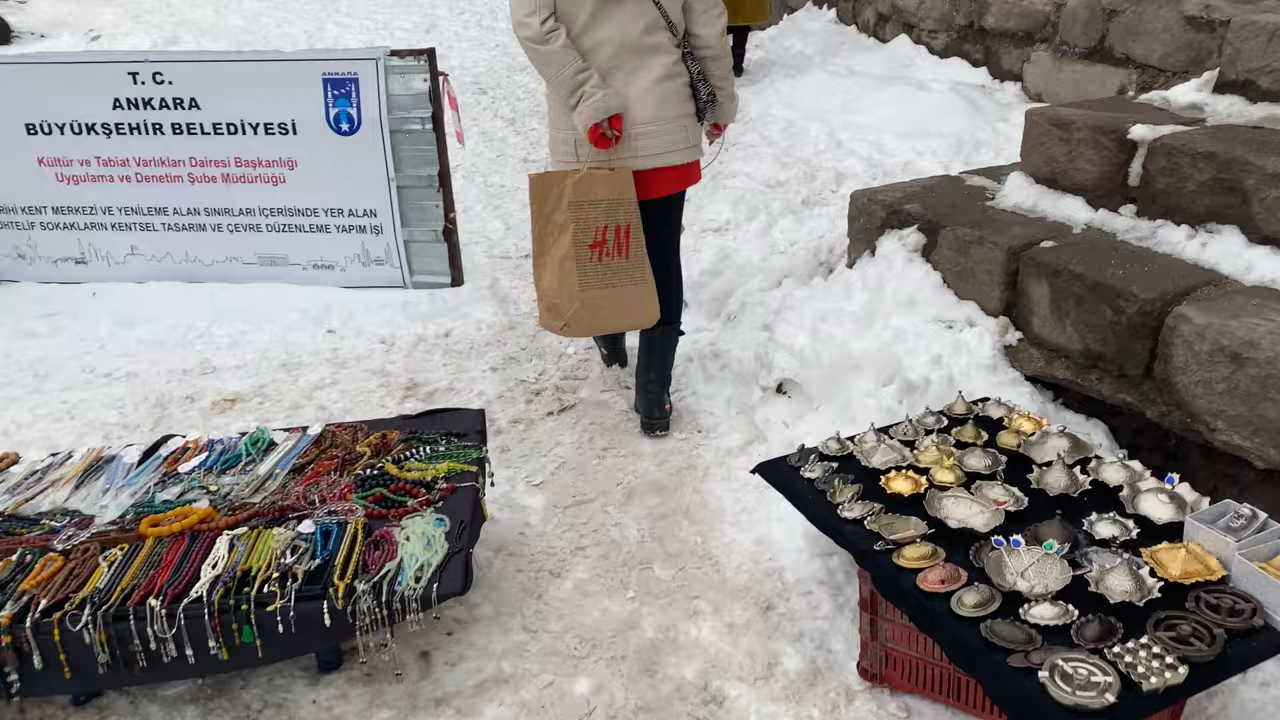 T. C.
ANKARA
BÜYÜKŞEHİR BELEDİYESİ
ANKARA
Kültür ve Tabiat Varlıkları Dairesi Başkanlığı
Uygulama ve Denetim Şube Müdürlüğü
KENT MERKEZİ VE YENİLEME ALAN SINIRLARI İÇERİSİNDE YER ALAN
SOKAKLARIN KENTSEL TASARIM VE ÇEVRE DÜZENLEME YAPIM İŞİ
H&M